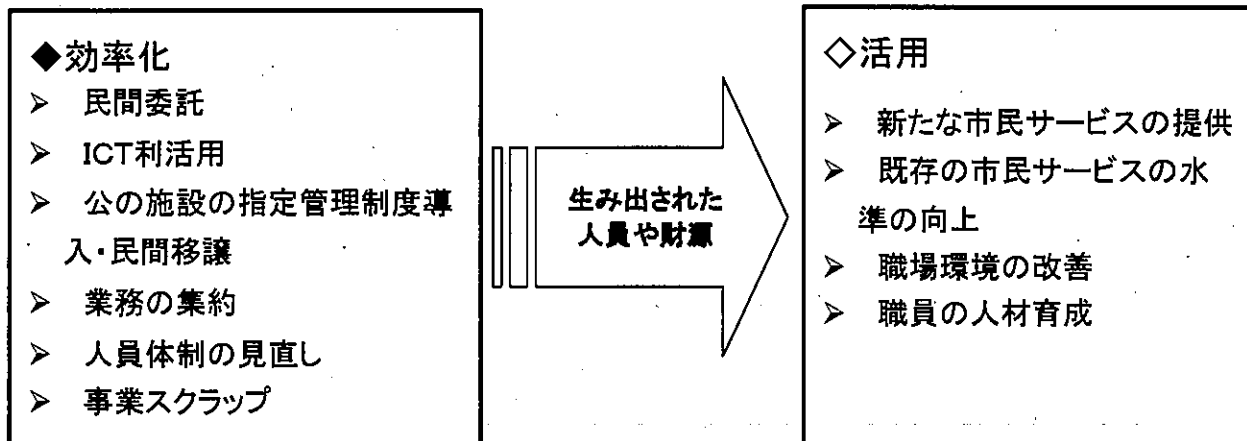 ◆効率化
➢ 民間委託
➢ ICT利活用
➢ 公の施設の指定管理制度導
入・民間移譲
➢ 業務の集約
➢ 人員体制の見直し
➢ 事業スクラップ
生み出された
人員や財源
◇活用
➢ 新たな市民サービスの提供
➢ 既存の市民サービスの水
準の向上
➢ 職場環境の改善
➢ 職員の人材育成